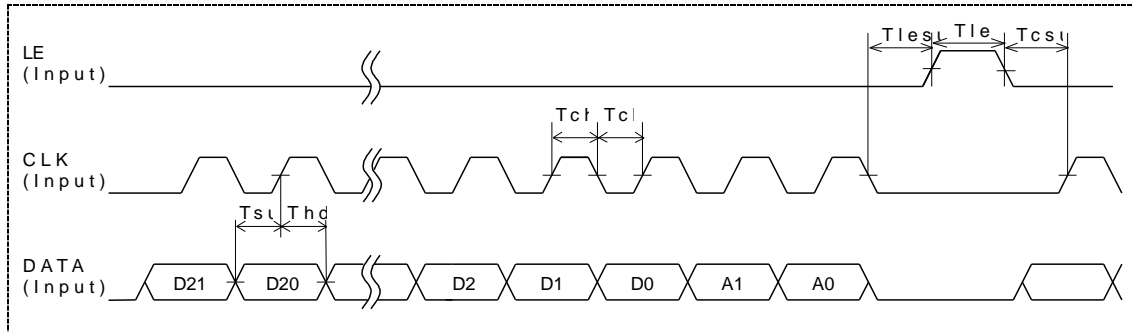 LE
(Input)
Tlesu
Tle
Tcsu
CLK
(Input)
Tch
Tcl
Tsu
Thd
DATA
(Input)
D21
D20
D2
D1
D0
A1
A0